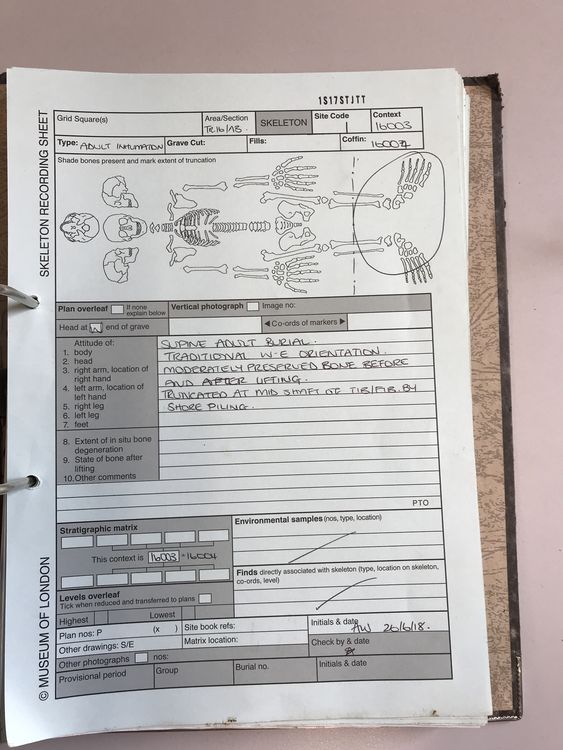 1S17STJTT
SKELETON RECORDING SHEET
© MUSEUM OF LONDON
Grid Square(s)
Area/Section
SKELETON
Site Code
Context
16003
Type: ADULT INHUMATION
Grave Cut:
Fills:
Coffin: 16004
Shade bones present and mark extent of truncation
Plan overleaf
If none explain below
Vertical photograph
Image no:
Head at W end of grave
◄ Co-ords of markers ►
Attitude of:
1. body
2. head
3. right arm, location of right hand
4. left arm, location of left hand
5. right leg
6. left leg
7. feet
8. Extent of in situ bone degeneration
9. State of bone after lifting
10. Other comments
SUPINE ADULT BURIAL.
TRADITIONAL W-E ORIENTATION.
MODERATELY PRESERVED BONE BEFORE
AND AFTER LIFTING.
TRUNCATED AT MID SHAFT OF TIB/FIB. BY
SHORE PILING.
PTO
Stratigraphic matrix
This context is 16003 = 16004
Environmental samples (nos, type, location)
Finds directly associated with skeleton (type, location on skeleton, co-ords, level)
Levels overleaf
Tick when reduced and transferred to plans
Highest
Lowest
Plan nos: P
(x )
Site book refs:
Initials & date
AW 26/6/18.
Other drawings: S/E
Matrix location:
Check by & date
Other photographs
nos:
Provisional period
Group
Burial no.
Initials & date